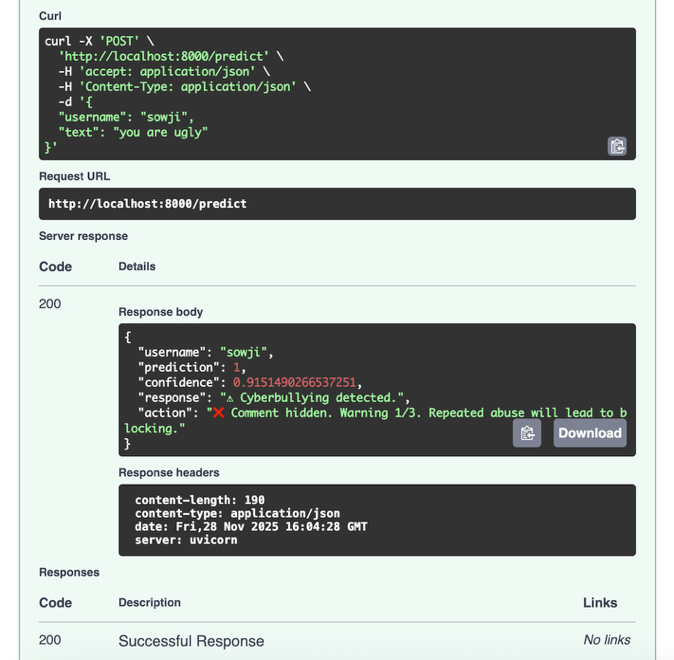 Curl
curl -X 'POST' \
'http://localhost:8000/predict' \
-H 'accept: application/json' \
-H 'Content-Type: application/json' \
-d '{
"username": "sowji",
"text": "you are ugly"
}'
Request URL
http://localhost:8000/predict
Server response
Code Details
200
Response body
{
"username": "sowji",
"prediction": 1,
"confidence": 0.9151490266537251,
"response": "⚠ Cyberbullying detected.",
"action": "❌ Comment hidden. Warning 1/3. Repeated abuse will lead to b
locking."
}
Download
Response headers
content-length: 190
content-type: application/json
date: Fri,28 Nov 2025 16:04:28 GMT
server: uvicorn
Responses
Code Description Links
200 Successful Response No links